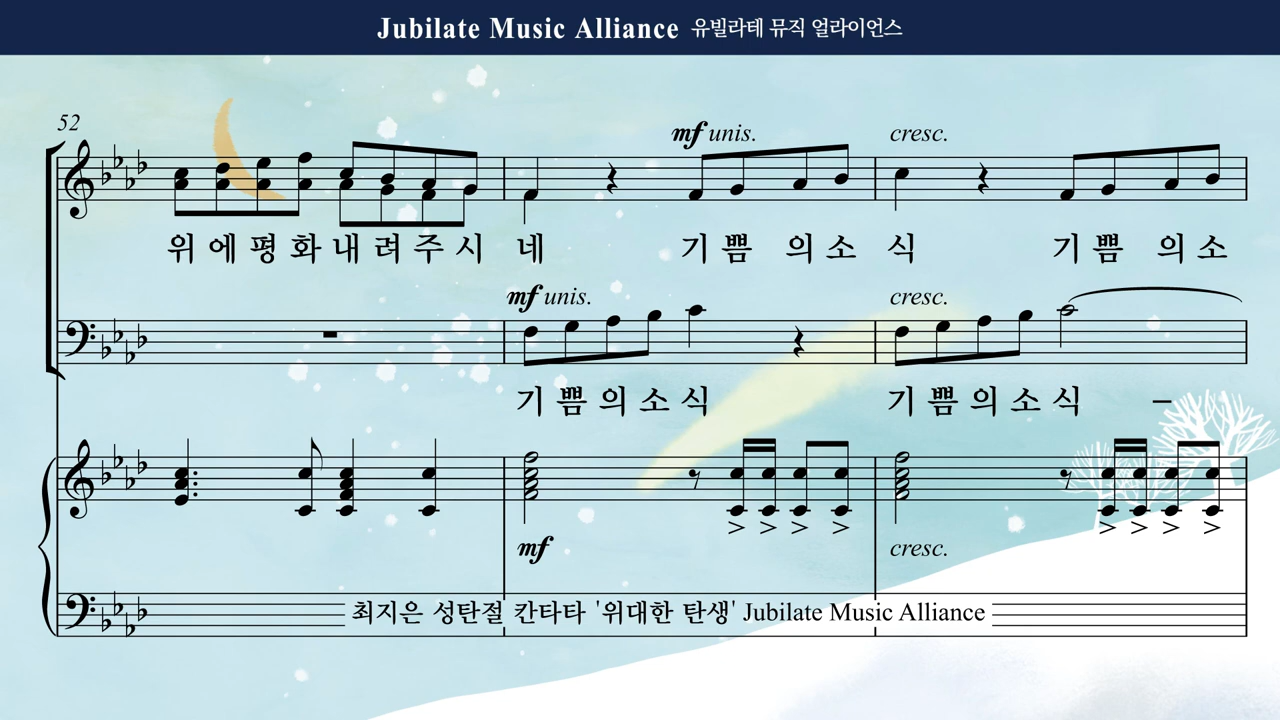 Jubilate Music Alliance 유빌라테 뮤직 얼라이언스
52
mf unis. cresc.
위 에 평 화 내 려 주 시 네 기 쁨 의 소 식 기 쁨 의 소
mf unis. cresc.
기 쁨 의 소 식 기 쁨 의 소 식 –
mf cresc.
최지은 성탄절 칸타타 '위대한 탄생' Jubilate Music Alliance